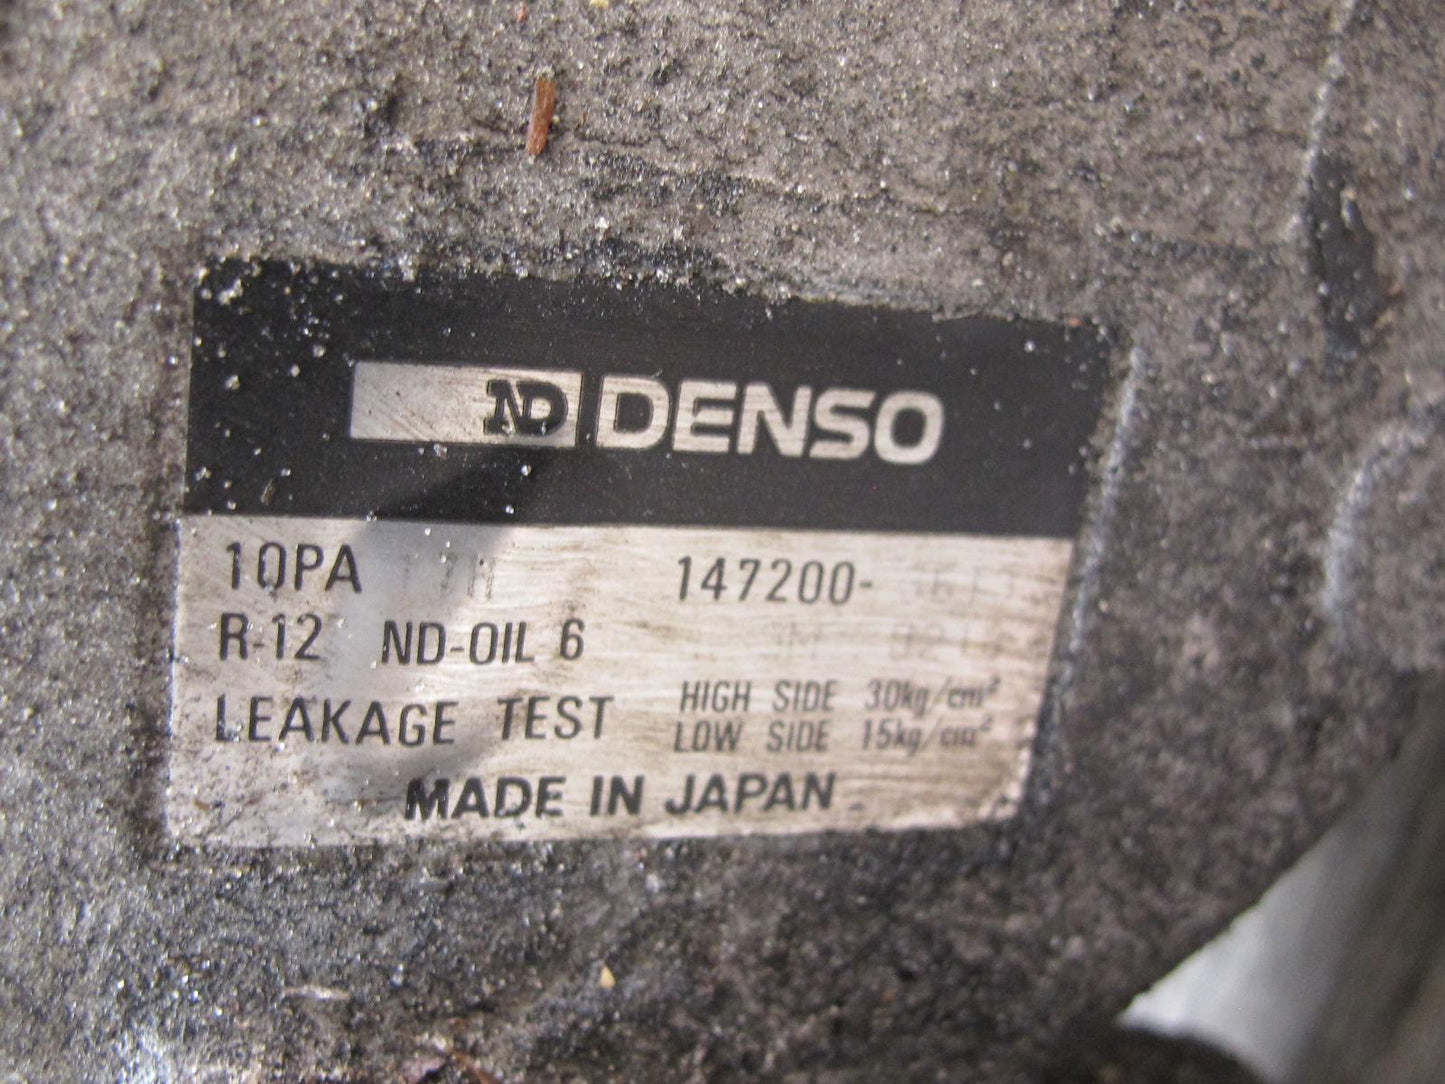 ND DENSO
10PA 147200-
R-12 ND-OIL 6
LEAKAGE TEST HIGH SIDE 30kg/cm²
LOW SIDE 15kg/cm²
MADE IN JAPAN